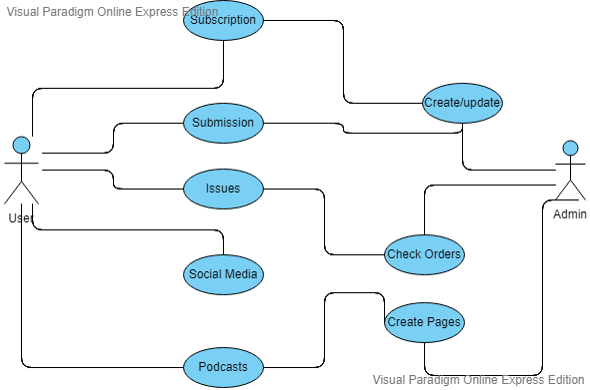 Visual Paradigm Online Express Edition
Subscription
Create/update
Submission
Issues
User
Admin
Check Orders
Social Media
Create Pages
Podcasts
Visual Paradigm Online Express Edition